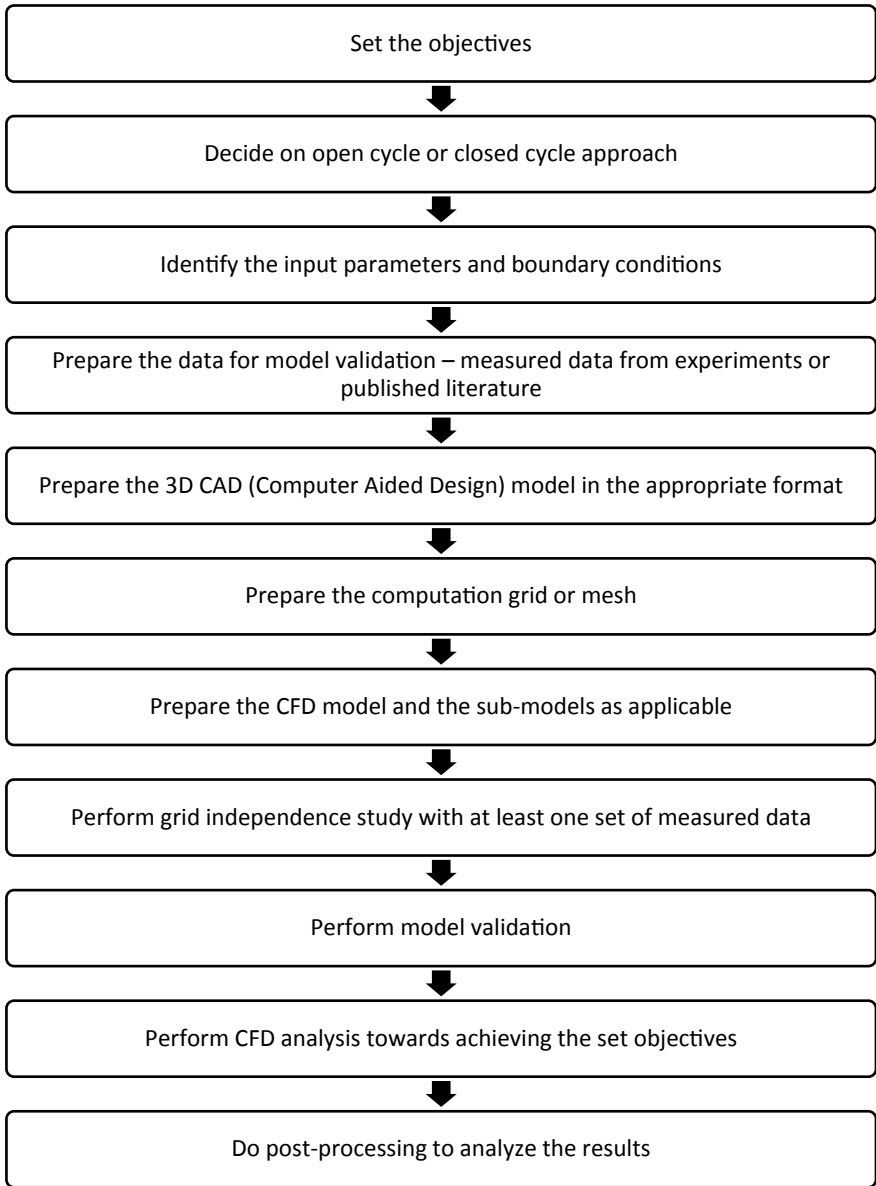 Set the objectives
Decide on open cycle or closed cycle approach
Identify the input parameters and boundary conditions
Prepare the data for model validation – measured data from experiments or
published literature
Prepare the 3D CAD (Computer Aided Design) model in the appropriate format
Prepare the computation grid or mesh
Prepare the CFD model and the sub-models as applicable
Perform grid independence study with at least one set of measured data
Perform model validation
Perform CFD analysis towards achieving the set objectives
Do post-processing to analyze the results